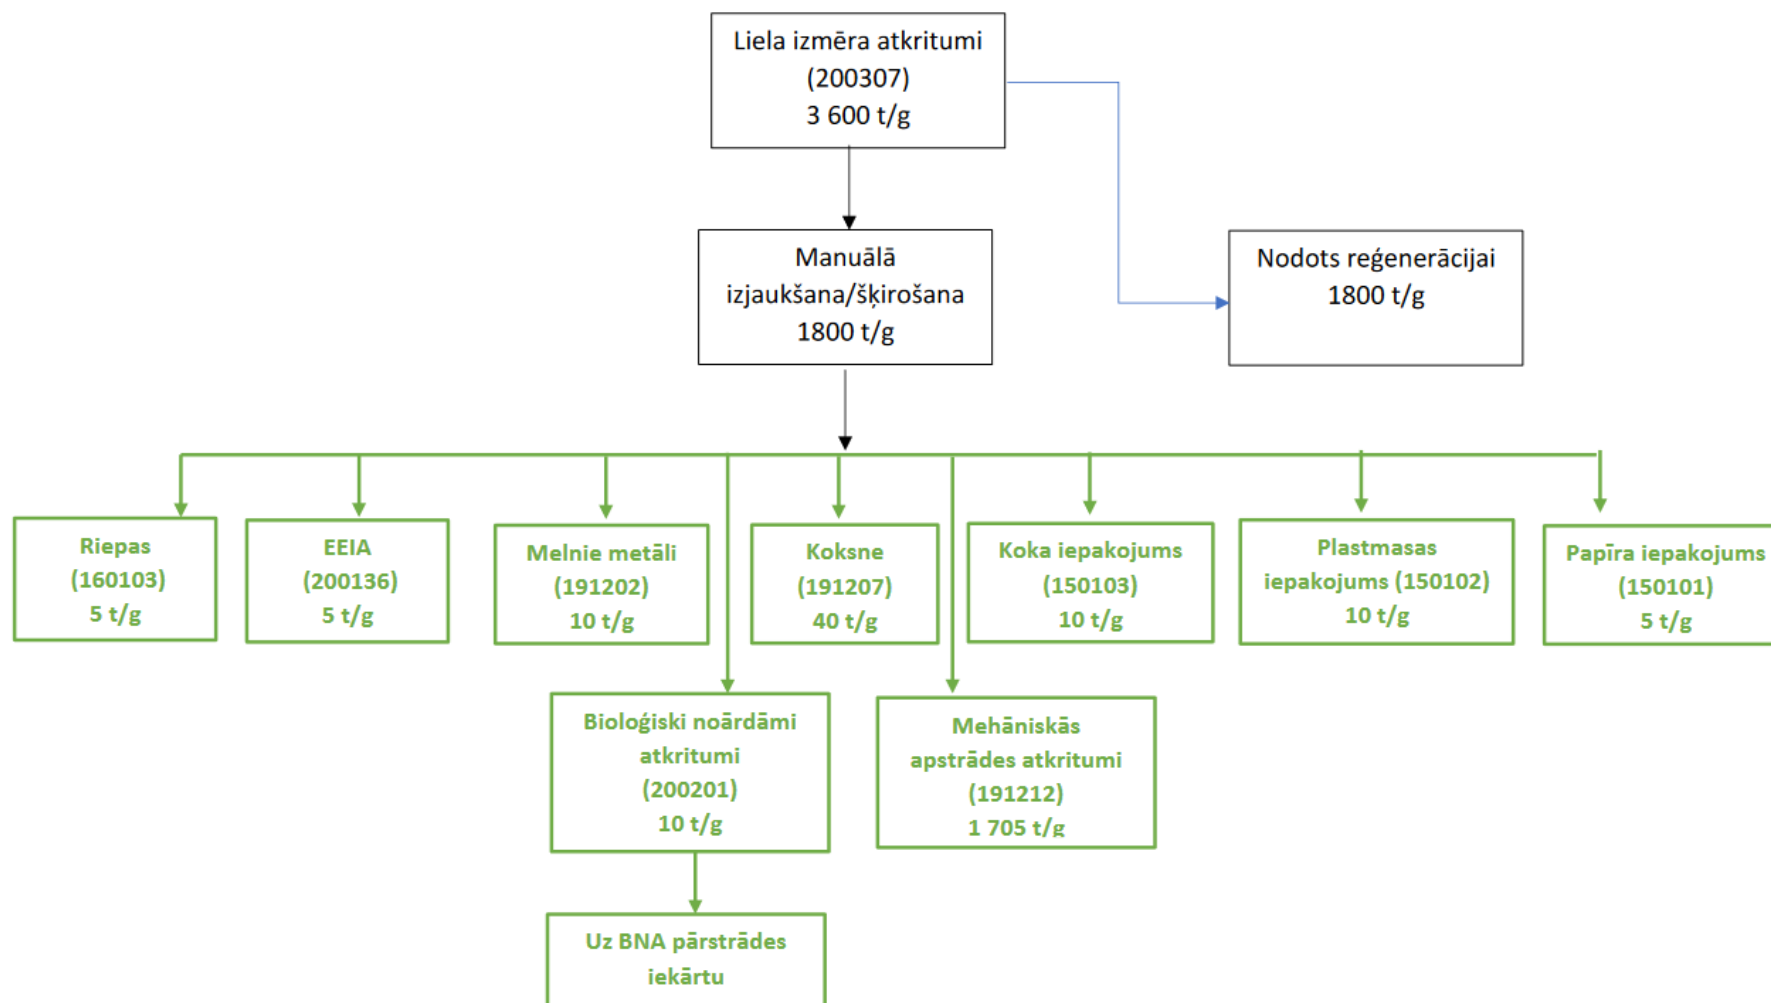 Liela izmēra atkritumi
(200307)
3 600 t/g
Manuālā
izjaukšana/šķirošana
1800 t/g
Nodots reģenerācijai
1800 t/g
Riepas
(160103)
5 t/g
EEIA
(200136)
5 t/g
Melnie metāli
(191202)
10 t/g
Koksne
(191207)
40 t/g
Koka iepakojums
(150103)
10 t/g
Plastmasas
iepakojums (150102)
10 t/g
Papīra iepakojums
(150101)
5 t/g
Bioloģiski noārdāmi
atkritumi
(200201)
10 t/g
Mehāniskās
apstrādes atkritumi
(191212)
1 705 t/g
Uz BNA pārstrādes
iekārtu